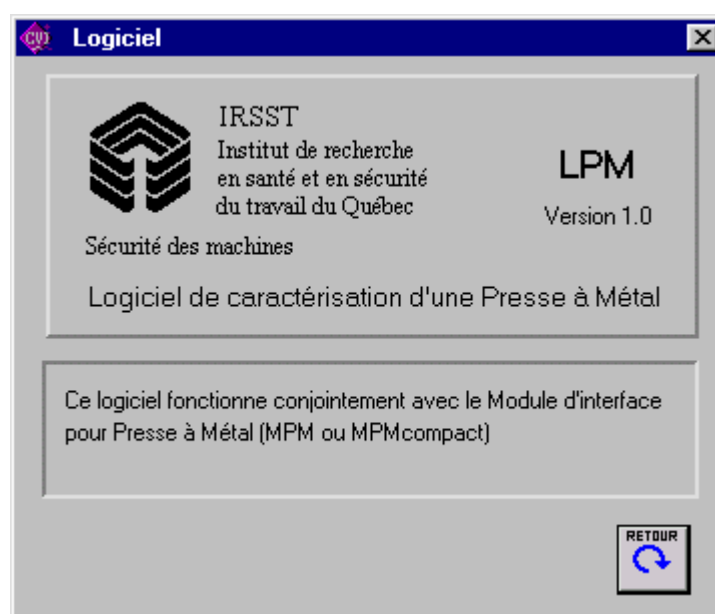 CVI Logiciel
IRSST
Institut de recherche
en santé et en sécurité
du travail du Québec
LPM
Version 1.0
Sécurité des machines
Logiciel de caractérisation d'une Presse à Métal
Ce logiciel fonctionne conjointement avec le Module d'interface
pour Presse à Métal (MPM ou MPMcompact)
RETOUR